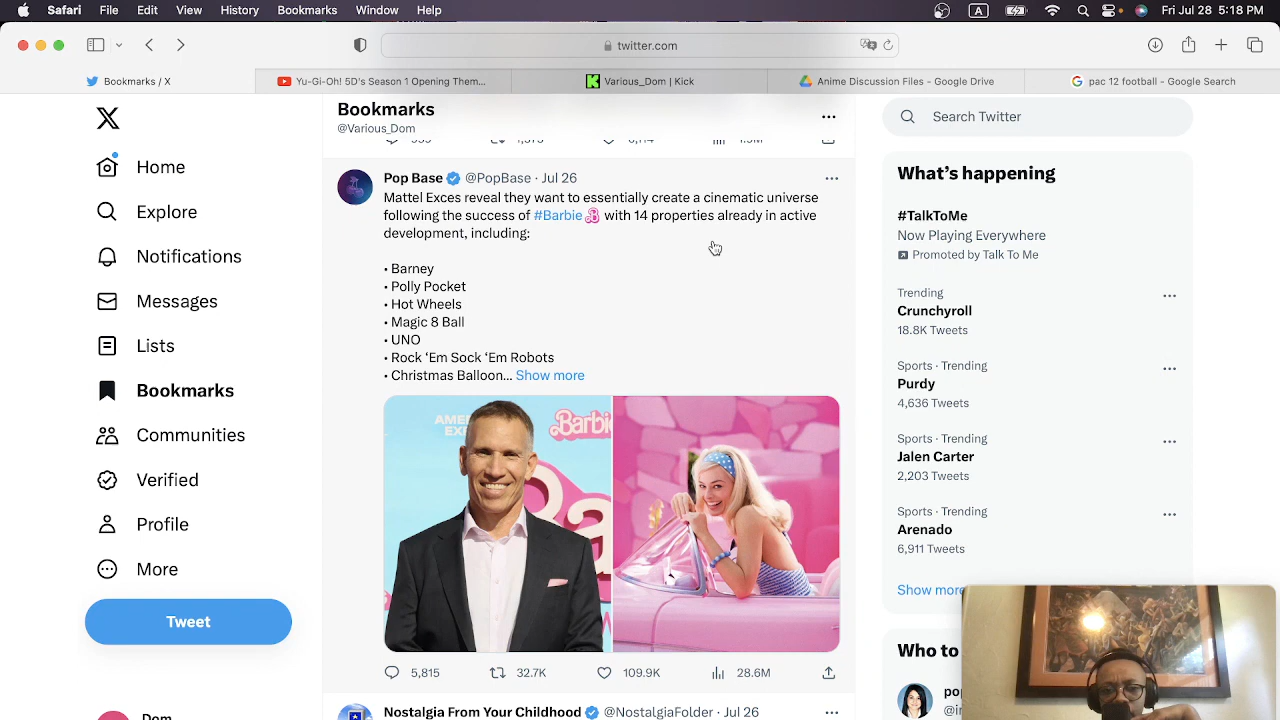 Safari File Edit View History Bookmarks Window Help
A
Fri Jul 28 5:18 PM
twitter.com
Bookmarks / X
Yu-Gi-Oh! 5D's Season 1 Opening Them...
Various_Dom | Kick
Anime Discussion Files - Google Drive
pac 12 football - Google Search
Home
Explore
Notifications
Messages
Lists
Bookmarks
Communities
Verified
Profile
More
Tweet
Dom
Bookmarks
@Various_Dom
Pop Base @PopBase · Jul 26
Mattel Exces reveal they want to essentially create a cinematic universe
following the success of #Barbie with 14 properties already in active
development, including:
• Barney
• Polly Pocket
• Hot Wheels
• Magic 8 Ball
• UNO
• Rock ‘Em Sock ‘Em Robots
• Christmas Balloon... Show more
5,815 32.7K 109.9K 28.6M
Nostalgia From Your Childhood @NostalgiaFolder · Jul 26
Search Twitter
What’s happening
#TalkToMe
Now Playing Everywhere
Promoted by Talk To Me
Trending
Crunchyroll
18.8K Tweets
Sports · Trending
Purdy
4,636 Tweets
Sports · Trending
Jalen Carter
2,203 Tweets
Sports · Trending
Arenado
6,911 Tweets
Show more
Who to